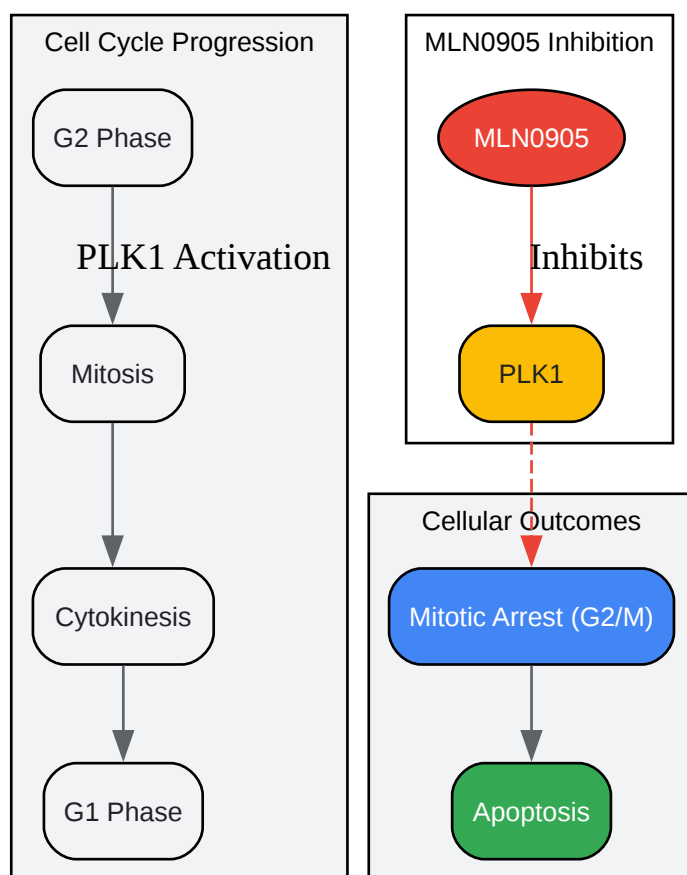 Cell Cycle Progression
G2 Phase
PLK1 Activation
Mitosis
Cytokinesis
G1 Phase
MLN0905 Inhibition
MLN0905
Inhibits
PLK1
Cellular Outcomes
Mitotic Arrest (G2/M)
Apoptosis